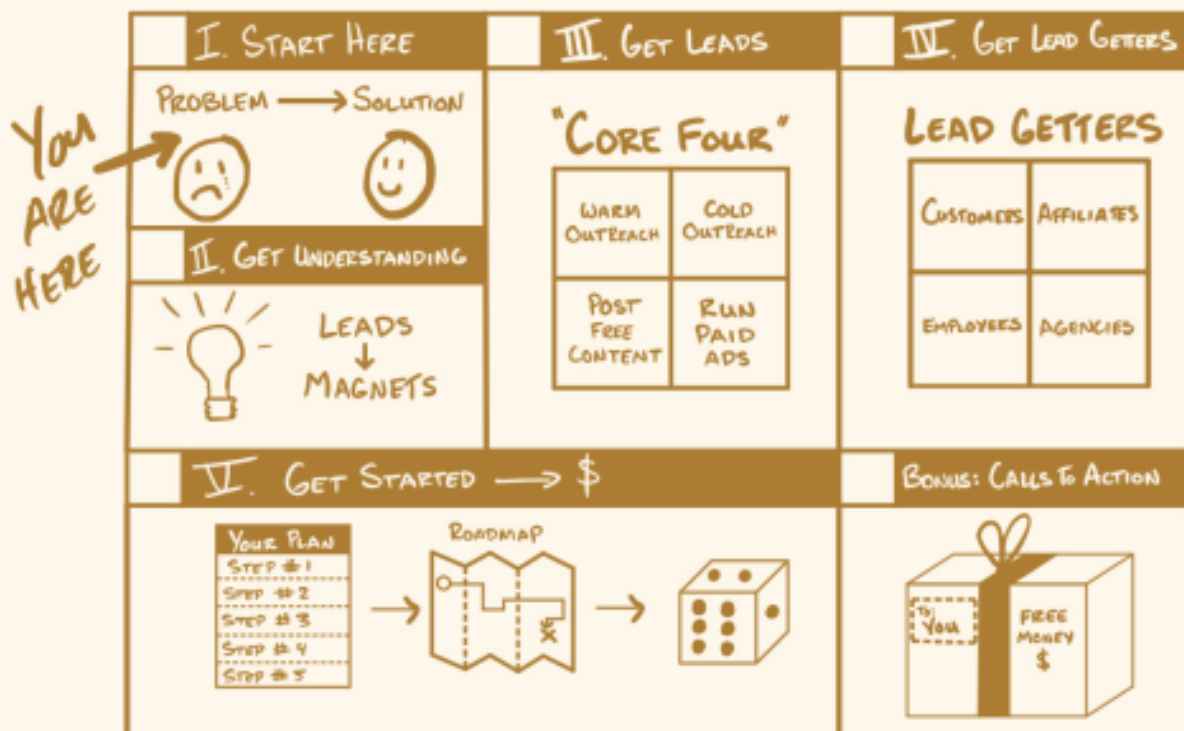 You
ARE
HERE
I. START HERE
PROBLEM → SOLUTION
II. GET UNDERSTANDING
LEADS
↓
MAGNETS
III. GET LEADS
"CORE FOUR"
WARM
OUTREACH
COLD
OUTREACH
POST
FREE
CONTENT
RUN
PAID
ADS
IV. GET LEAD GETTERS
LEAD GETTERS
CUSTOMERS
AFFILIATES
EMPLOYEES
AGENCIES
V. GET STARTED → $
YOUR PLAN
STEP #1
STEP #2
STEP #3
STEP #4
STEP #5
ROADMAP
X
BONUS: CALLS TO ACTION
To
You
FREE
MONEY
$